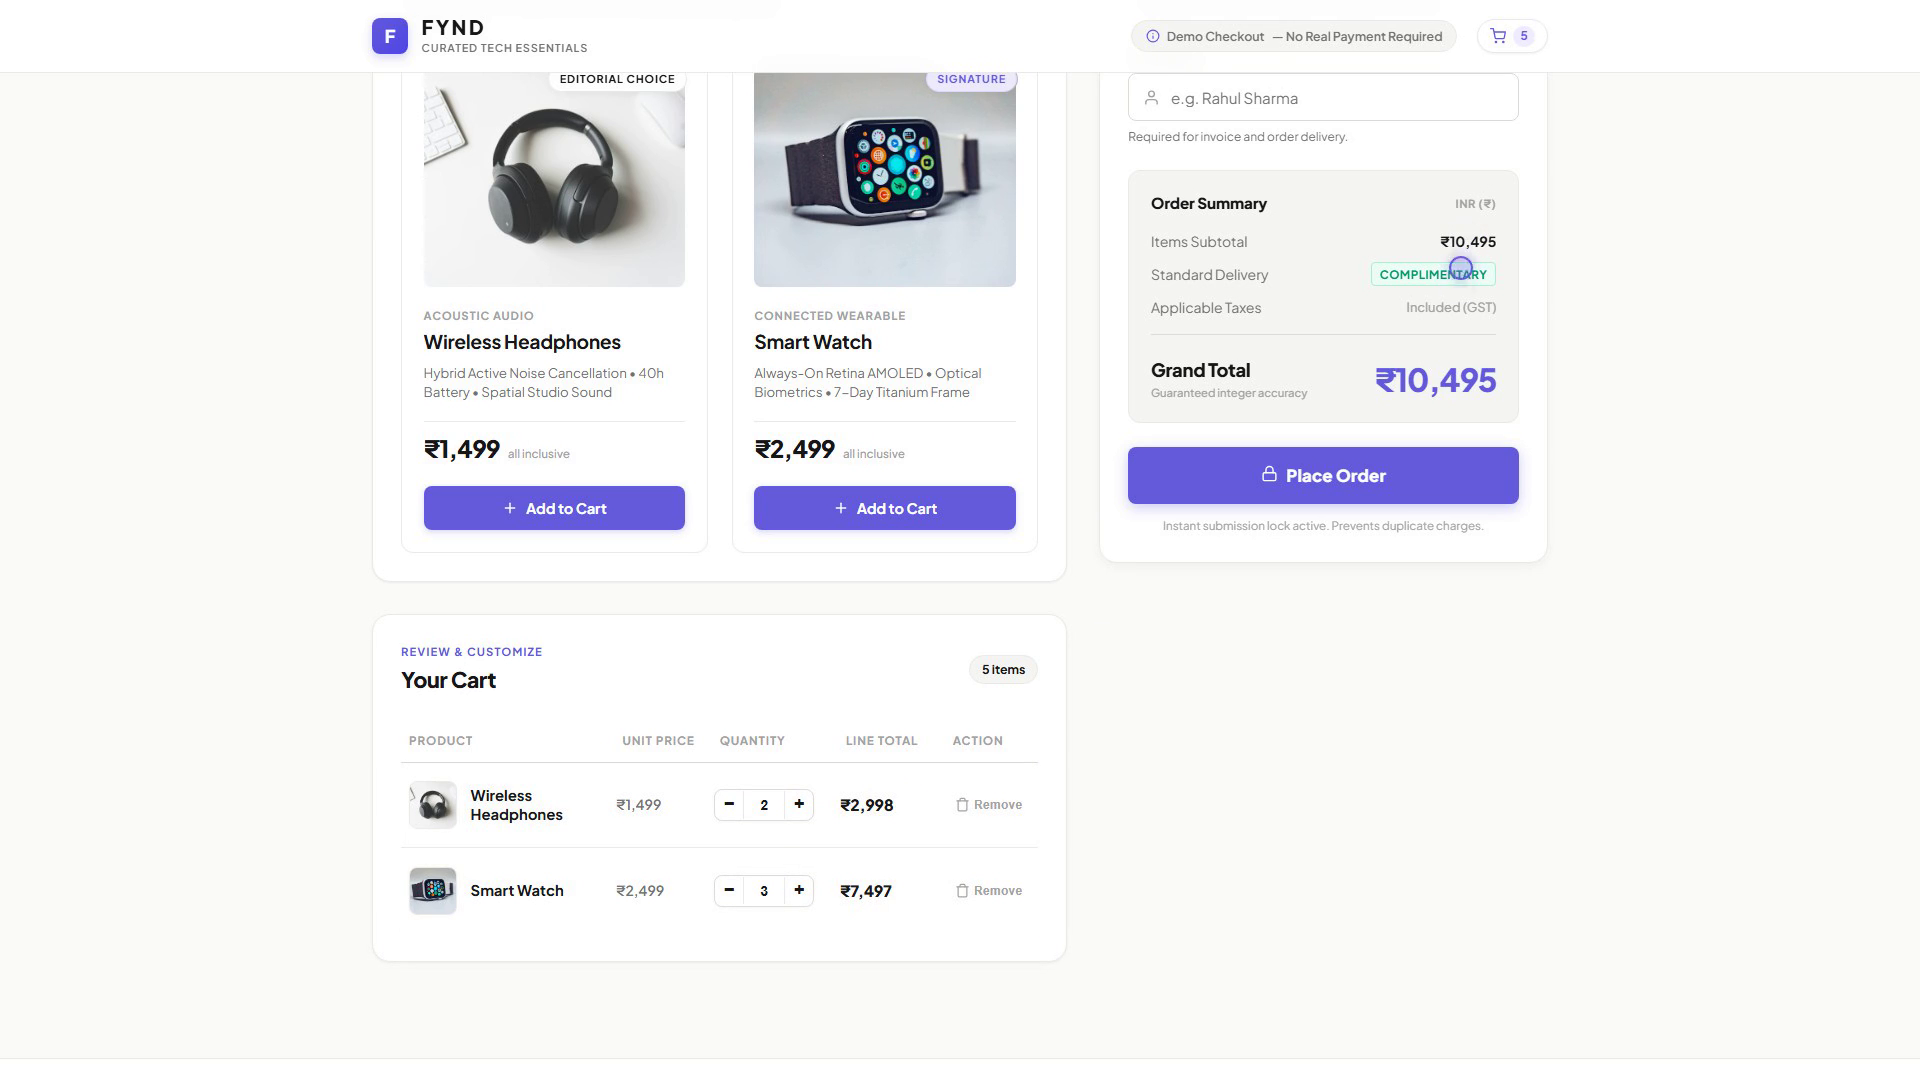 F
FYND
CURATED TECH ESSENTIALS
Demo Checkout — No Real Payment Required
5
EDITORIAL CHOICE
SIGNATURE
ACOUSTIC AUDIO
Wireless Headphones
Hybrid Active Noise Cancellation • 40h
Battery • Spatial Studio Sound
₹1,499 all inclusive
Add to Cart
CONNECTED WEARABLE
Smart Watch
Always-On Retina AMOLED • Optical
Biometrics • 7-Day Titanium Frame
₹2,499 all inclusive
Add to Cart
e.g. Rahul Sharma
Required for invoice and order delivery.
Order Summary INR (₹)
Items Subtotal ₹10,495
Standard Delivery COMPLIMENTARY
Applicable Taxes Included (GST)
Grand Total ₹10,495
Guaranteed integer accuracy
Place Order
Instant submission lock active. Prevents duplicate charges.
REVIEW & CUSTOMIZE
Your Cart
5 items
PRODUCT UNIT PRICE QUANTITY LINE TOTAL ACTION
Wireless
Headphones
₹1,499 − 2 + ₹2,998 Remove
Smart Watch ₹2,499 − 3 + ₹7,497 Remove